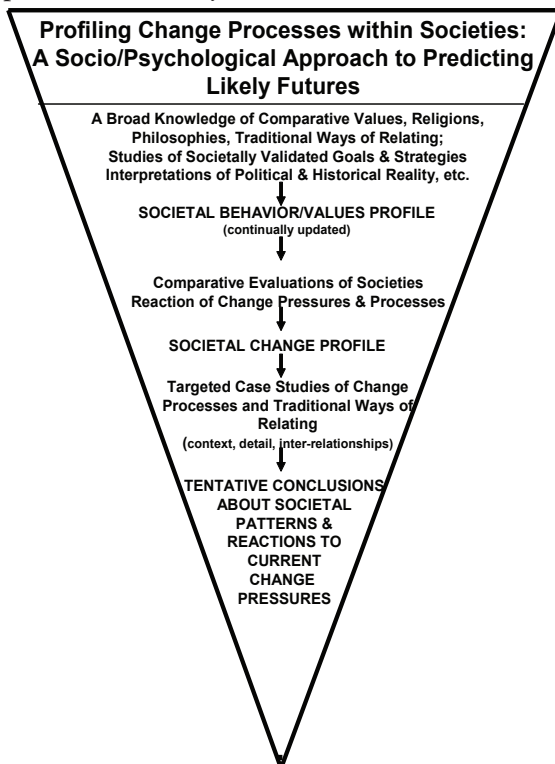 Profiling Change Processes within Societies:
A Socio/Psychological Approach to Predicting
Likely Futures
A Broad Knowledge of Comparative Values, Religions,
Philosophies, Traditional Ways of Relating;
Studies of Societally Validated Goals & Strategies
Interpretations of Political & Historical Reality, etc.
SOCIETAL BEHAVIOR/VALUES PROFILE
(continually updated)
Comparative Evaluations of Societies
Reaction of Change Pressures & Processes
SOCIETAL CHANGE PROFILE
Targeted Case Studies of Change
Processes and Traditional Ways of
Relating
(context, detail, inter-relationships)
TENTATIVE CONCLUSIONS
ABOUT SOCIETAL
PATTERNS &
REACTIONS TO
CURRENT
CHANGE
PRESSURES